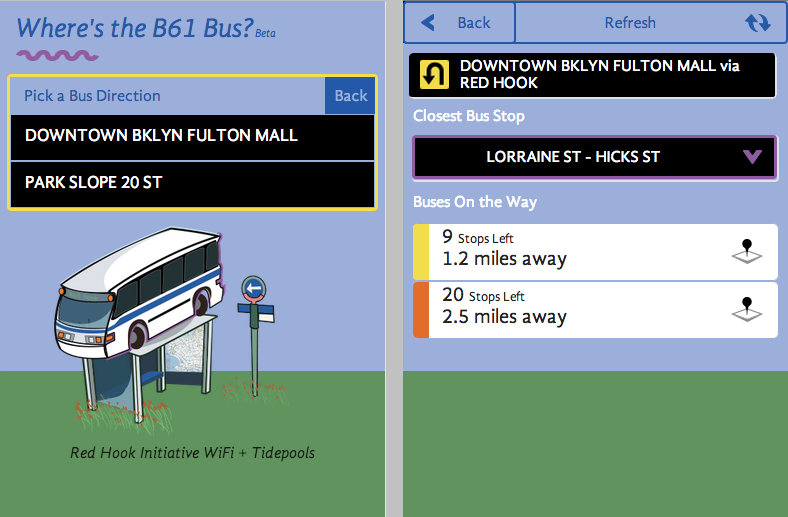 Where's the B61 Bus? Beta
Pick a Bus Direction
Back
DOWNTOWN BKLYN FULTON MALL
PARK SLOPE 20 ST
Red Hook Initiative WiFi + Tidepools
Back
Refresh
DOWNTOWN BKLYN FULTON MALL via
RED HOOK
Closest Bus Stop
LORRAINE ST - HICKS ST
Buses On the Way
9 Stops Left
1.2 miles away
20 Stops Left
2.5 miles away